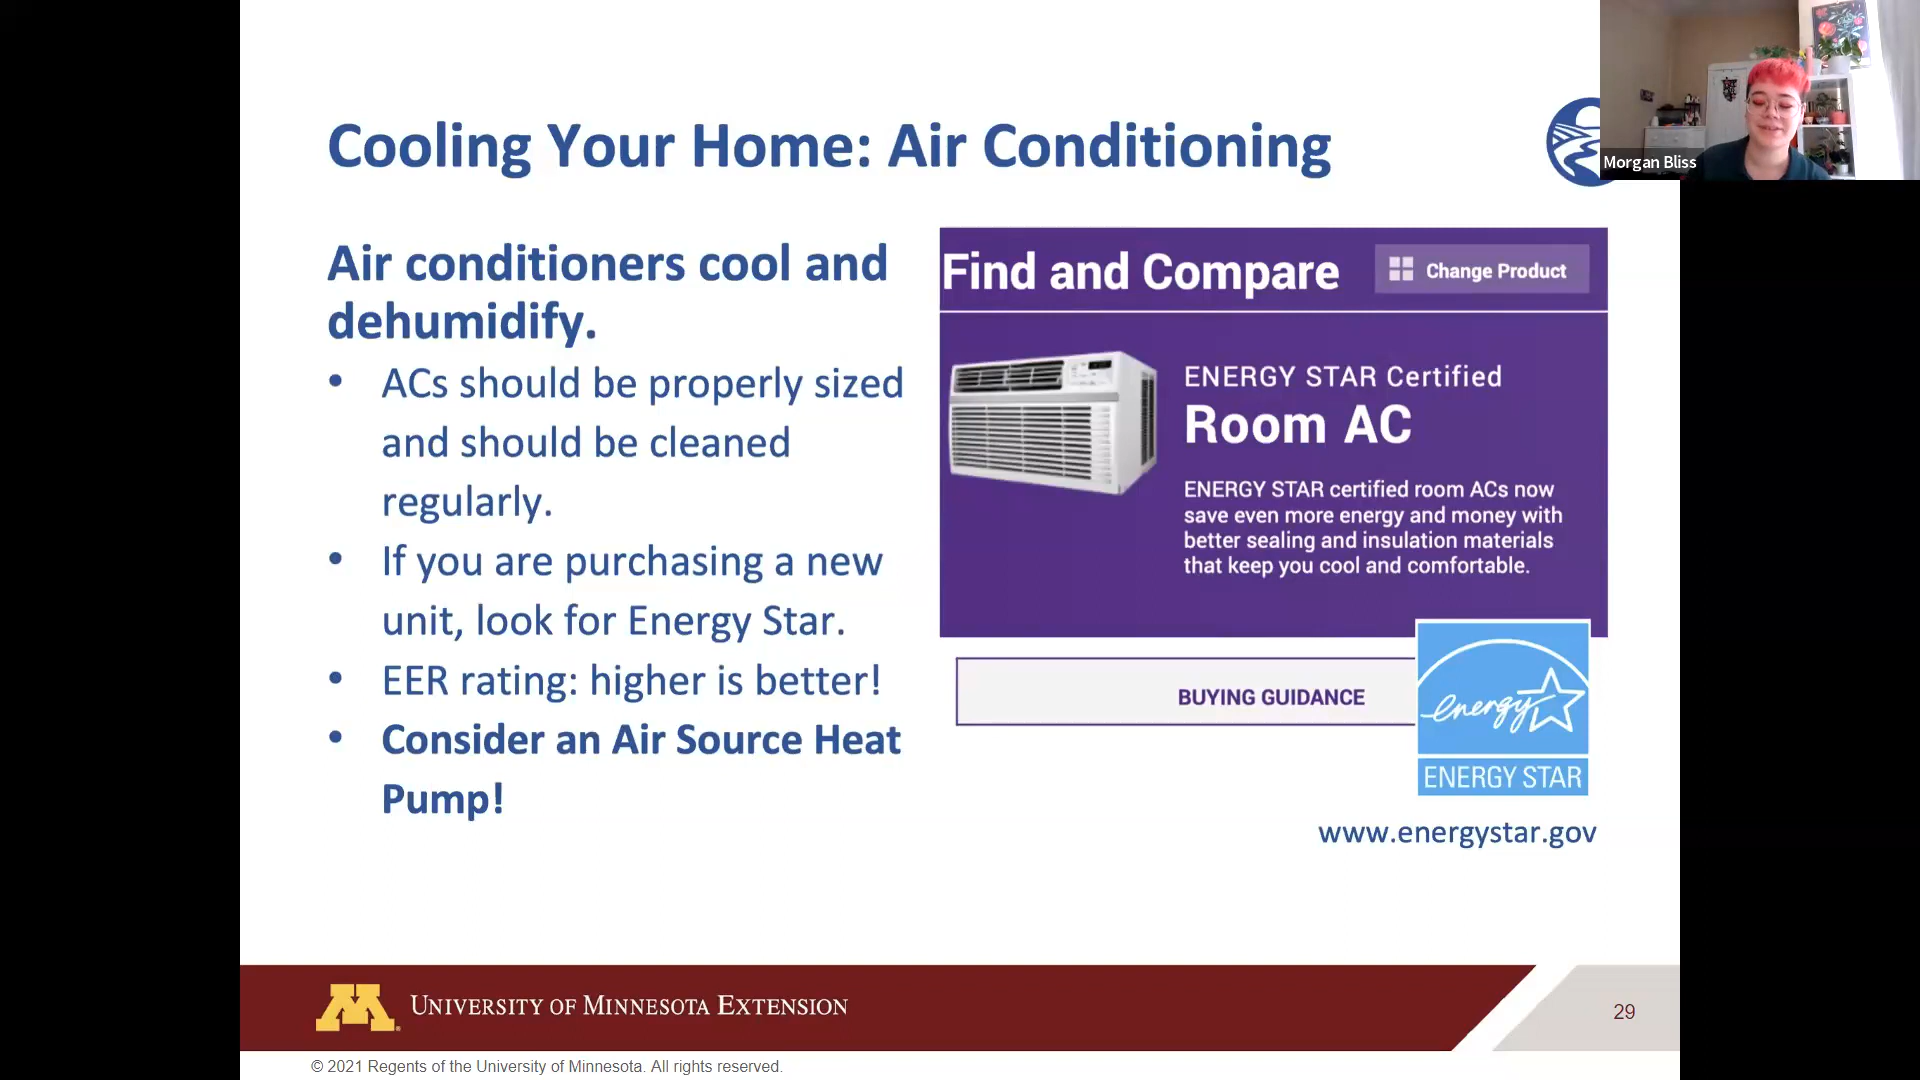 Cooling Your Home: Air Conditioning
Morgan Bliss
Air conditioners cool and
dehumidify.
• ACs should be properly sized
and should be cleaned
regularly.
• If you are purchasing a new
unit, look for Energy Star.
• EER rating: higher is better!
• Consider an Air Source Heat
Pump!
Find and Compare
Change Product
ENERGY STAR Certified
Room AC
ENERGY STAR certified room ACs now
save even more energy and money with
better sealing and insulation materials
that keep you cool and comfortable.
BUYING GUIDANCE
energy
ENERGY STAR
www.energystar.gov
M
UNIVERSITY OF MINNESOTA EXTENSION
29
© 2021 Regents of the University of Minnesota. All rights reserved.